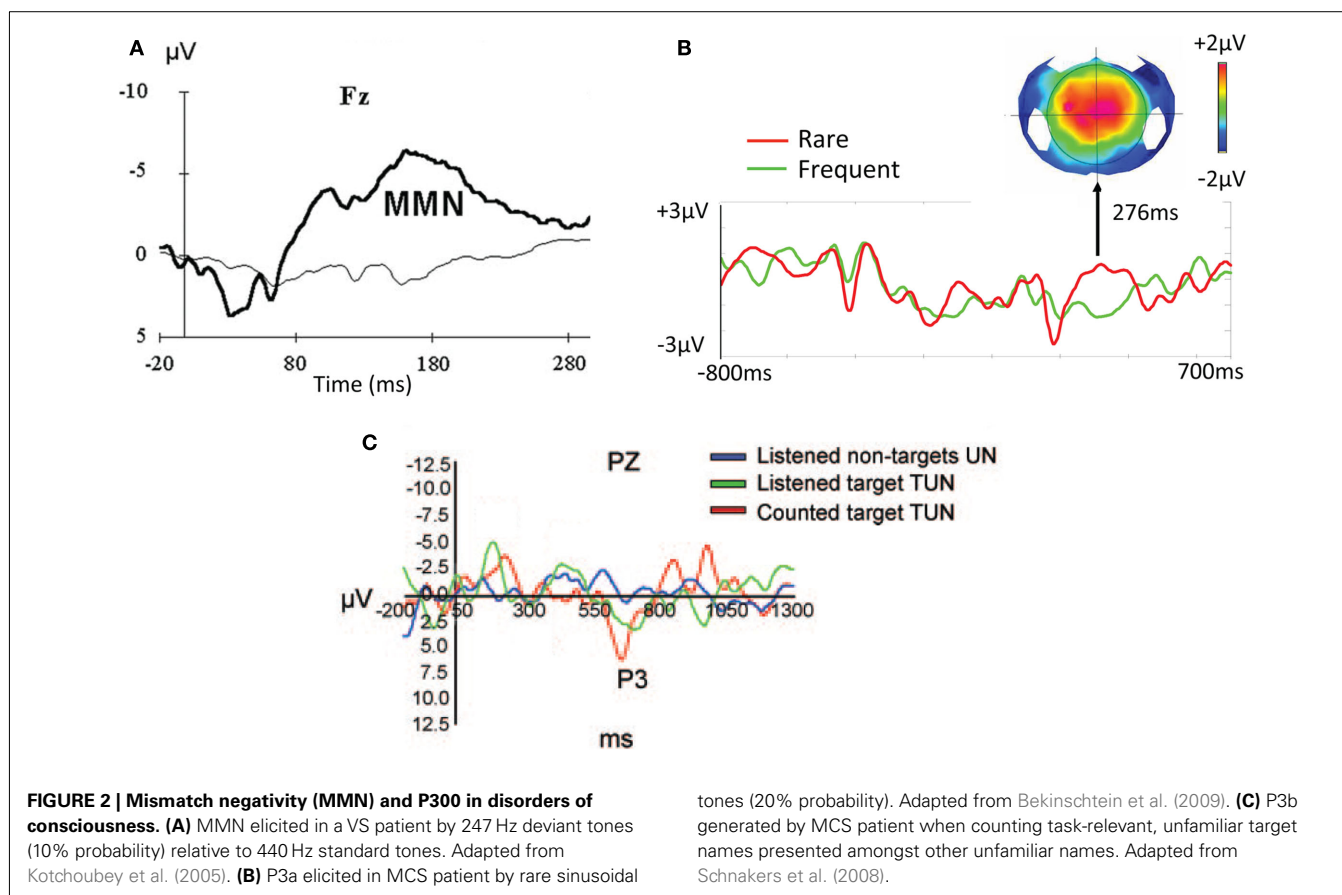 A
µV
-10
Fz
-5
MMN
0
5
-20
80
180
280
Time (ms)
B
+2µV
-2µV
Rare
Frequent
276ms
+3µV
-3µV
-800ms
700ms
C
PZ
Listened non-targets UN
Listened target TUN
Counted target TUN
-12.5
-10.0
-7.5
-5.0
-2.5
0.0
µV
-200
50
300
550
800
1050
1300
2.5
5.0
7.5
10.0
12.5
P3
ms
FIGURE 2 | Mismatch negativity (MMN) and P300 in disorders of
consciousness. (A) MMN elicited in a VS patient by 247 Hz deviant tones
(10% probability) relative to 440 Hz standard tones. Adapted from
Kotchoubey et al. (2005). (B) P3a elicited in MCS patient by rare sinusoidal
tones (20% probability). Adapted from Bekinschtein et al. (2009). (C) P3b
generated by MCS patient when counting task-relevant, unfamiliar target
names presented amongst other unfamiliar names. Adapted from
Schnakers et al. (2008).